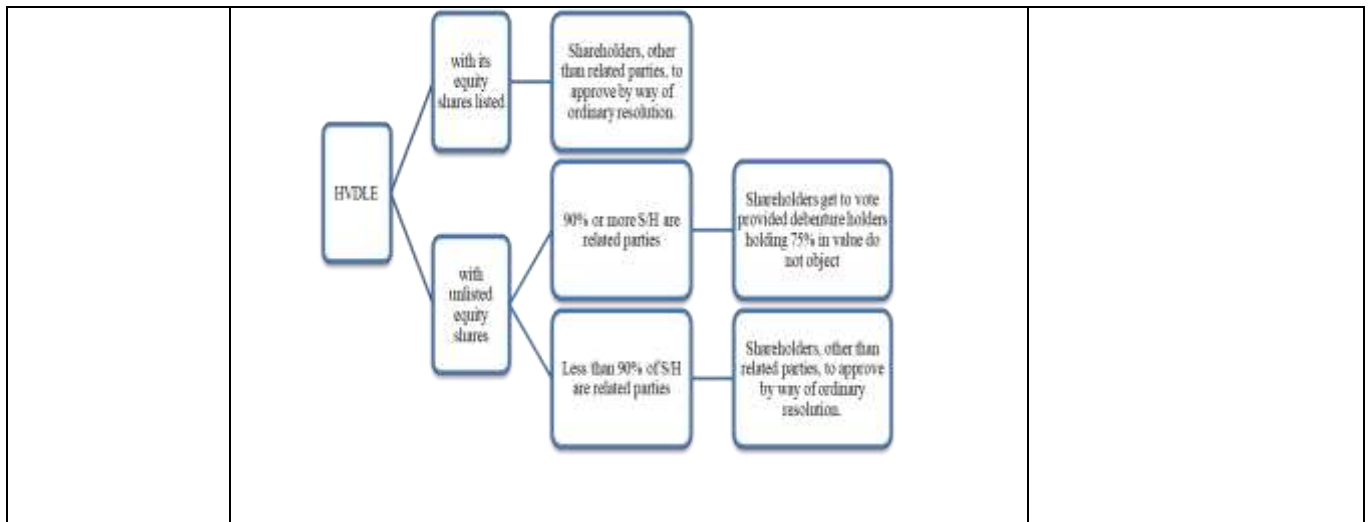 with its
equity
shares listed
Shareholders, other
than related parties, to
approve by way of
ordinary resolution.
HVDLE
90% or more S/H are
related parties
Shareholders get to vote
provided debenture holders
holding 75% in value do
not object
with
unlisted
equity
shares
Less than 90% of S/H
are related parties
Shareholders, other than
related parties, to approve
by way of ordinary
resolution.